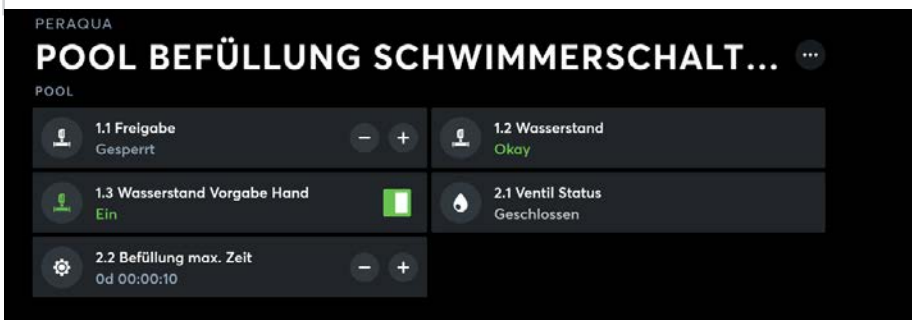 PERAQUA
POOL BEFÜLLUNG SCHWIMMERSCHALT...
POOL
1.1 Freigabe
Gesperrt
1.2 Wasserstand
Okay
1.3 Wasserstand Vorgabe Hand
Ein
2.1 Ventil Status
Geschlossen
2.2 Befüllung max. Zeit
0d 00:00:10